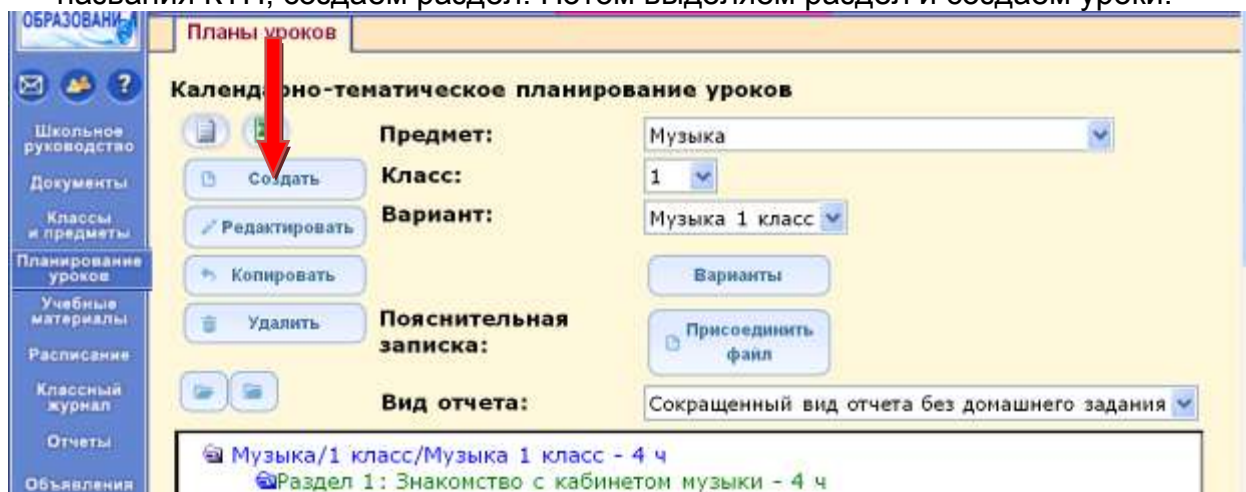 названия КТП, создаем раздел. Потом выделяем раздел и создаем уроки.
ОБРАЗОВАНИ
Планы уроков
Календарно-тематическое планирование уроков
Школьное
руководство
Документы
Классы
и предметы
Планирование
уроков
Учебные
материалы
Расписание
Классный
журнал
Отчеты
Объявления
Создать
Редактировать
Копировать
Удалить
Предмет:
Музыка
Класс:
1
Вариант:
Музыка 1 класс
Варианты
Пояснительная
записка:
Присоединить
файл
Вид отчета:
Сокращенный вид отчета без домашнего задания
Музыка/1 класс/Музыка 1 класс - 4 ч
Раздел 1: Знакомство с кабинетом музыки - 4 ч